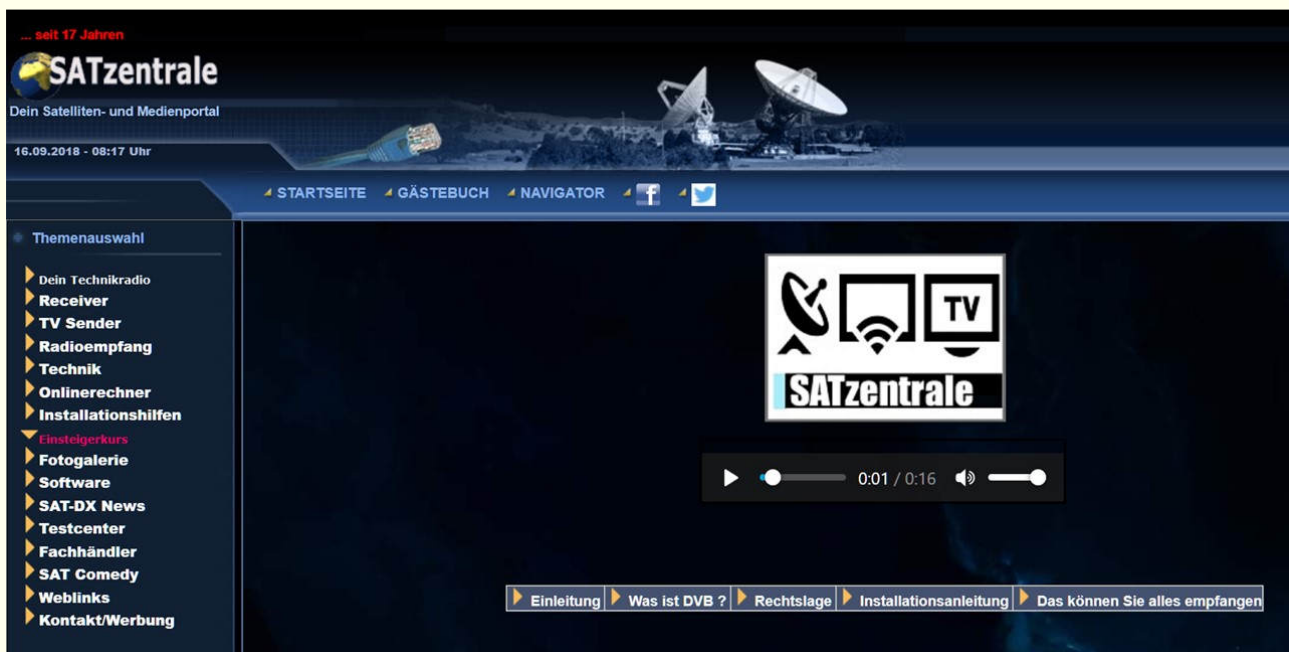 ... seit 17 Jahren
SATzentrale
Dein Satelliten- und Medienportal
16.09.2018 - 08:17 Uhr
STARTSEITE GÄSTEBUCH NAVIGATOR f
Themenauswahl
Dein Technikradio
Receiver
TV Sender
Radioempfang
Technik
Onlinerechner
Installationshilfen
Einsteigerkurs
Fotogalerie
Software
SAT-DX News
Testcenter
Fachhändler
SAT Comedy
Weblinks
Kontakt/Werbung
TV
SATzentrale
0:01 / 0:16
Einleitung Was ist DVB ? Rechtslage Installationsanleitung Das können Sie alles empfangen